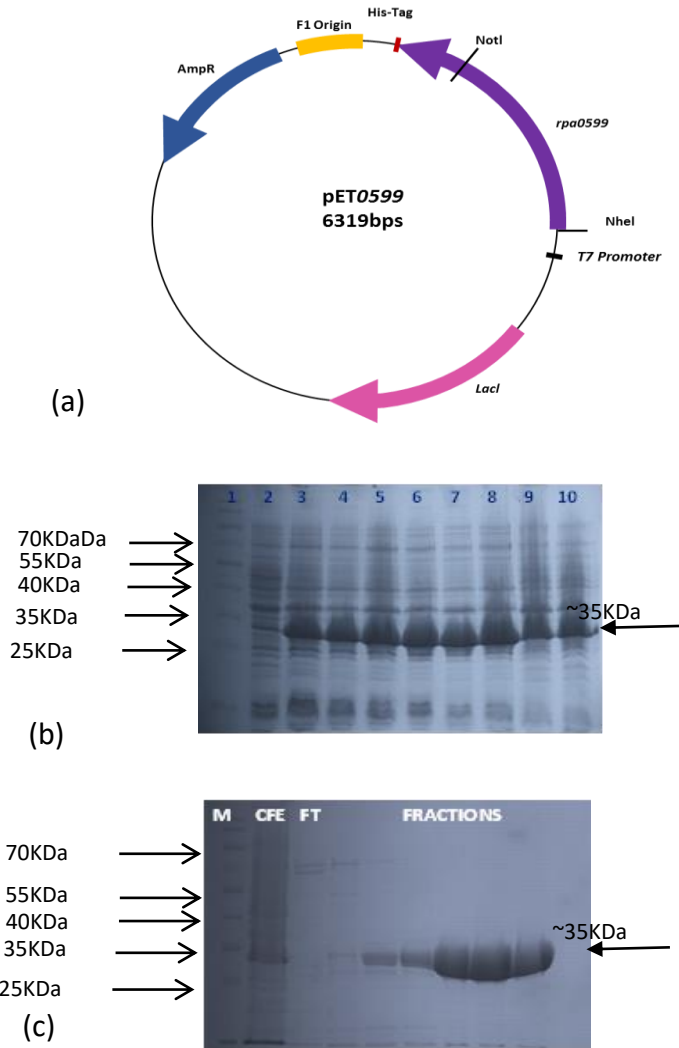 F1 Origin
His-Tag
NotI
AmpR
rpa0599
pET0599
6319bps
NheI
T7 Promoter
LacI
(a)
1 2 3 4 5 6 7 8 9 10
70KDaDa
55KDa
40KDa
35KDa
25KDa
~35KDa
(b)
M CFE FT FRACTIONS
70KDa
55KDa
40KDa
35KDa
25KDa
~35KDa
(c)